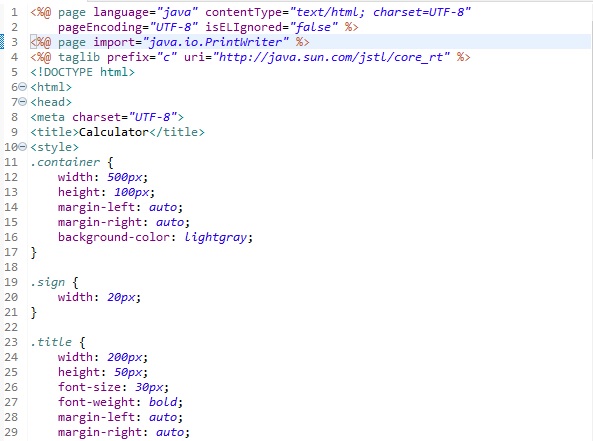 1 <%@ page language="java" contentType="text/html; charset=UTF-8"
2     pageEncoding="UTF-8" isELIgnored="false" %>
3 <%@ page import="java.io.PrintWriter" %>
4 <%@ taglib prefix="c" uri="http://java.sun.com/jstl/core_rt" %>
5 <!DOCTYPE html>
6 <html>
7 <head>
8 <meta charset="UTF-8">
9 <title>Calculator</title>
10 <style>
11 .container {
12     width: 500px;
13     height: 100px;
14     margin-left: auto;
15     margin-right: auto;
16     background-color: lightgray;
17 }
18
19 .sign {
20     width: 20px;
21 }
22
23 .title {
24     width: 200px;
25     height: 50px;
26     font-size: 30px;
27     font-weight: bold;
28     margin-left: auto;
29     margin-right: auto;